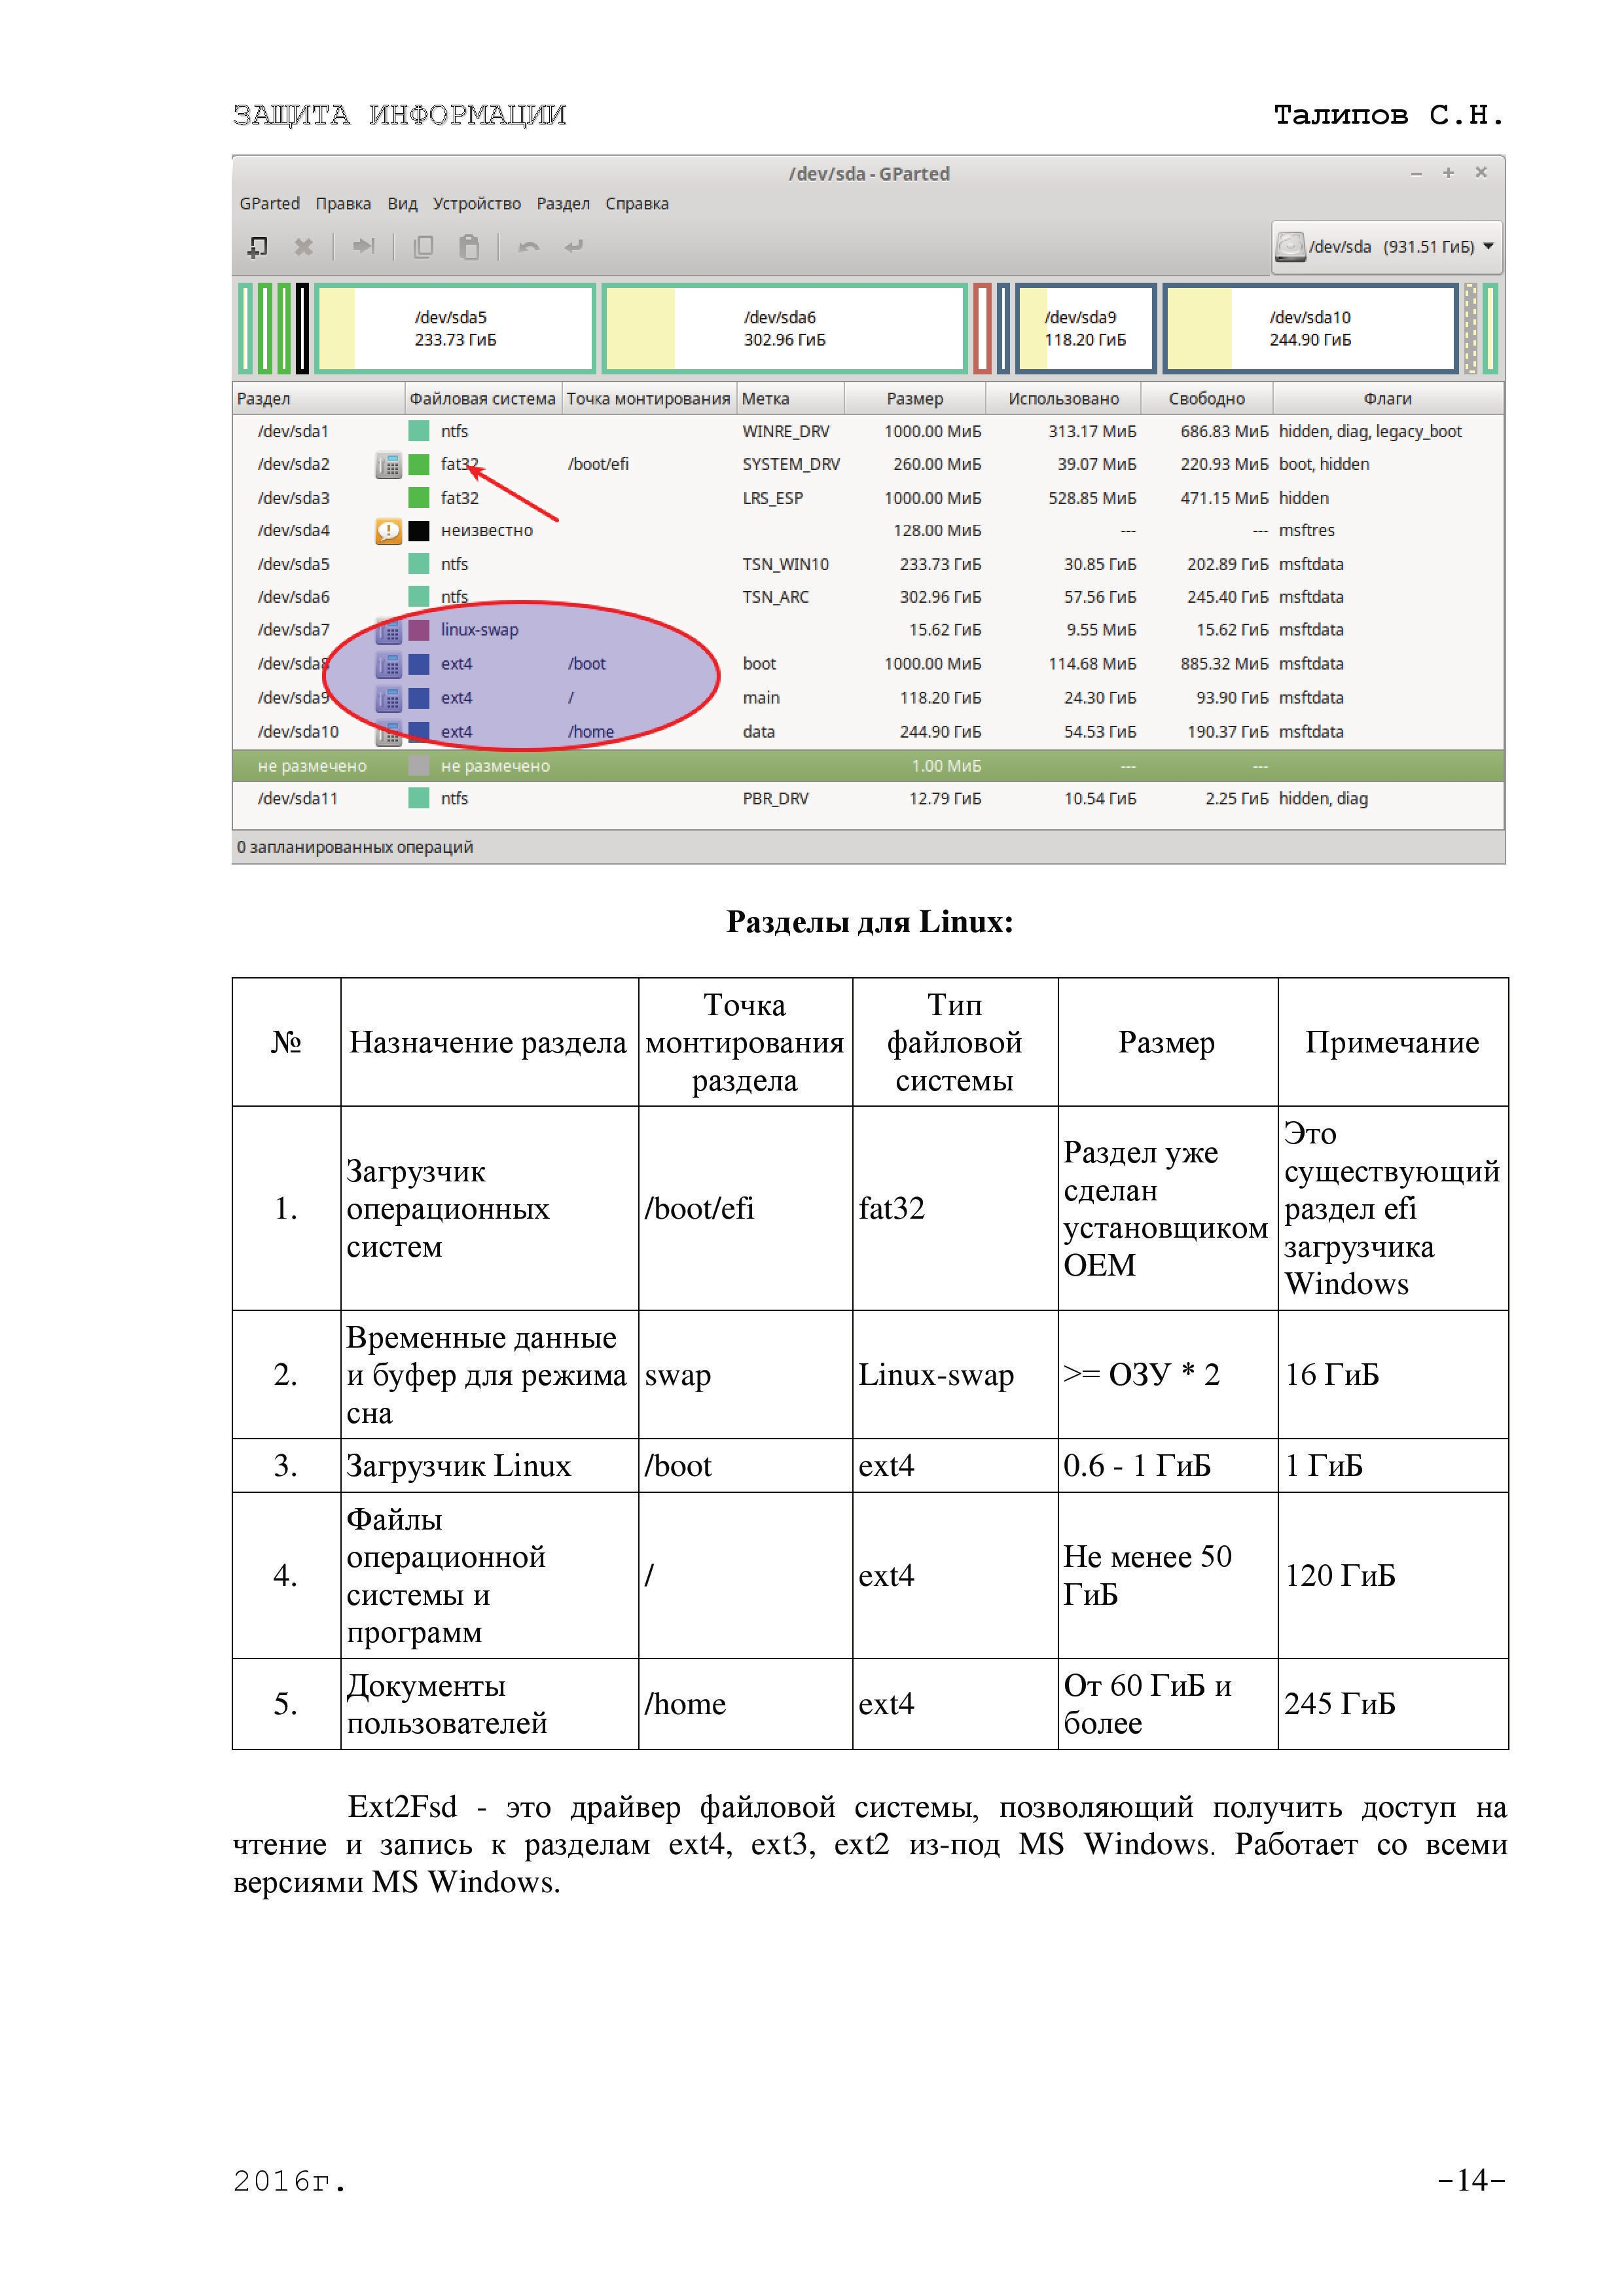 ЗАЩИТА ИНФОРМАЦИИ Талипов С.Н.
/dev/sda - GParted
GParted Правка Вид Устройство Раздел Справка
/dev/sda (931.51 ГиБ)
/dev/sda5 /dev/sda6 /dev/sda9 /dev/sda10
233.73 ГиБ 302.96 ГиБ 118.20 ГиБ 244.90 ГиБ
Раздел Файловая система Точка монтирования Метка Размер Использовано Свободно Флаги
/dev/sda1 ntfs WINRE_DRV 1000.00 МиБ 313.17 МиБ 686.83 МиБ hidden, diag, legacy_boot
/dev/sda2 fat32 /boot/efi SYSTEM_DRV 260.00 МиБ 39.07 МиБ 220.93 МиБ boot, hidden
/dev/sda3 fat32 LRS_ESP 1000.00 МиБ 528.85 МиБ 471.15 МиБ hidden
/dev/sda4 неизвестно 128.00 МиБ --- --- msftres
/dev/sda5 ntfs TSN_WIN10 233.73 ГиБ 30.85 ГиБ 202.89 ГиБ msftdata
/dev/sda6 ntfs TSN_ARC 302.96 ГиБ 57.56 ГиБ 245.40 ГиБ msftdata
/dev/sda7 linux-swap 15.62 ГиБ 9.55 МиБ 15.62 ГиБ msftdata
/dev/sda8 ext4 /boot boot 1000.00 МиБ 114.68 МиБ 885.32 МиБ msftdata
/dev/sda9 ext4 / main 118.20 ГиБ 24.30 ГиБ 93.90 ГиБ msftdata
/dev/sda10 ext4 /home data 244.90 ГиБ 54.53 ГиБ 190.37 ГиБ msftdata
не размечено не размечено 1.00 МиБ --- ---
/dev/sda11 ntfs PBR_DRV 12.79 ГиБ 10.54 ГиБ 2.25 ГиБ hidden, diag
0 запланированных операций
Разделы для Linux:
№ Назначение раздела
Точка
монтирования
раздела
Тип
файловой
системы
Размер
Примечание
1.
Загрузчик
операционных
систем
/boot/efi
fat32
Раздел уже
сделан
установщиком
OEM
Это
существующий
раздел efi
загрузчика
Windows
2.
Временные данные
и буфер для режима
сна
swap
Linux-swap
>= ОЗУ * 2
16 ГиБ
3. Загрузчик Linux /boot ext4 0.6 - 1 ГиБ 1 ГиБ
4.
Файлы
операционной
системы и
программ
/
ext4
Не менее 50
ГиБ
120 ГиБ
5.
Документы
пользователей
/home
ext4
От 60 ГиБ и
более
245 ГиБ
Ext2Fsd - это драйвер файловой системы, позволяющий получить доступ на
чтение и запись к разделам ext4, ext3, ext2 из-под MS Windows. Работает со всеми
версиями MS Windows.
2016г. -14-